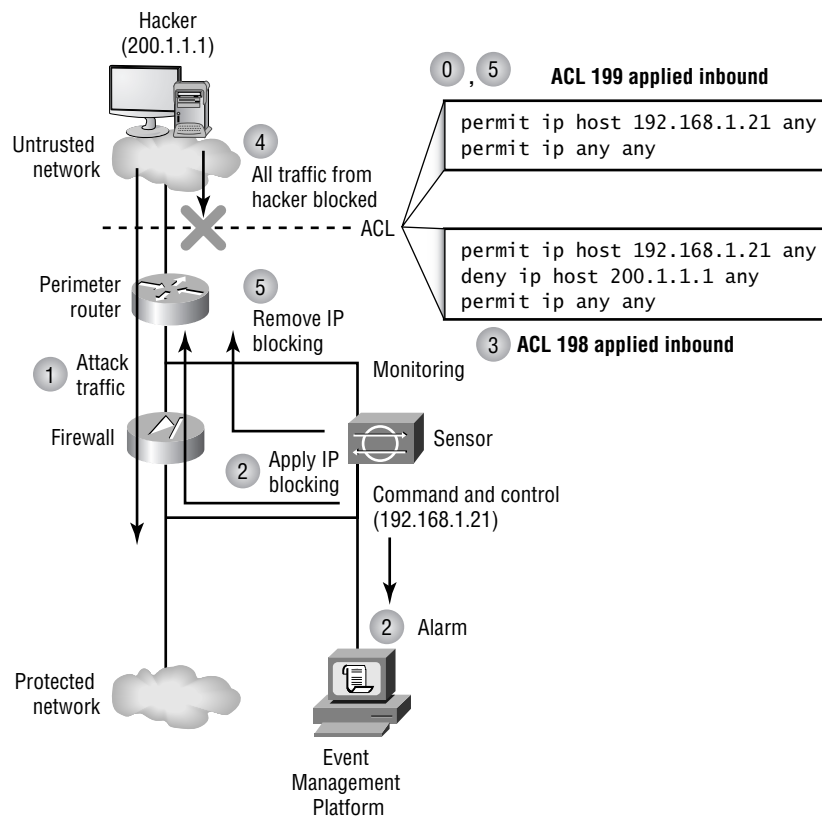 Hacker
(200.1.1.1)
0 , 5 ACL 199 applied inbound
permit ip host 192.168.1.21 any
permit ip any any
Untrusted
network
4
All traffic from
hacker blocked
ACL
permit ip host 192.168.1.21 any
deny ip host 200.1.1.1 any
permit ip any any
3 ACL 198 applied inbound
Perimeter
router
5
Remove IP
blocking
1 Attack
traffic
Monitoring
Firewall
Sensor
2 Apply IP
blocking
Command and control
(192.168.1.21)
2 Alarm
Protected
network
Event
Management
Platform